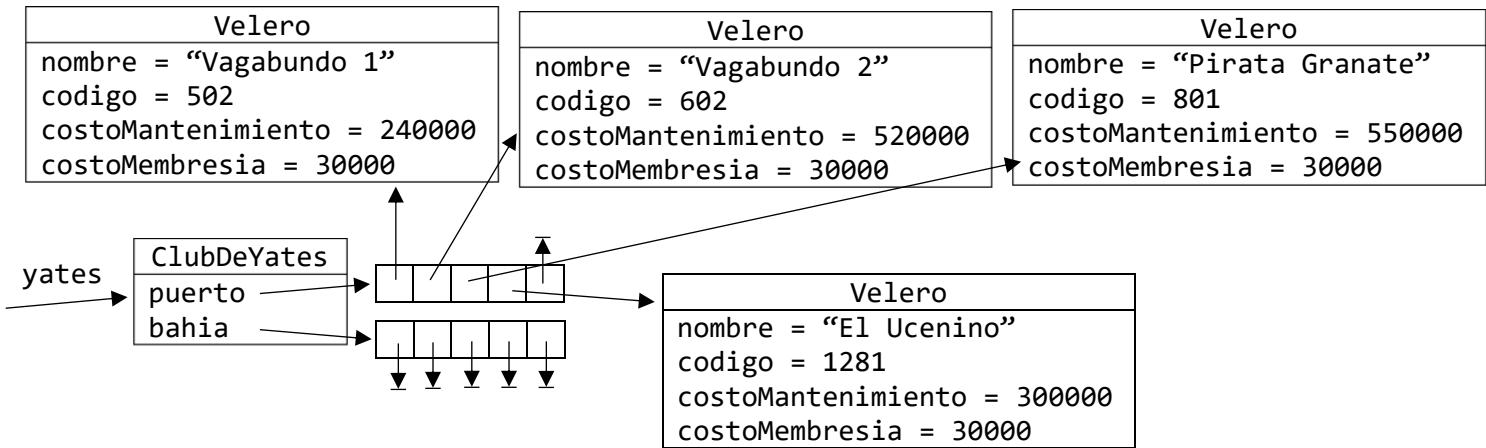 Velero
nombre = “Vagabundo 1”
codigo = 502
costoMantenimiento = 240000
costoMembresia = 30000
Velero
nombre = “Vagabundo 2”
codigo = 602
costoMantenimiento = 520000
costoMembresia = 30000
Velero
nombre = “Pirata Granate”
codigo = 801
costoMantenimiento = 550000
costoMembresia = 30000
yates
ClubDeYates
puerto
bahia
Velero
nombre = “El Ucenino”
codigo = 1281
costoMantenimiento = 300000
costoMembresia = 30000